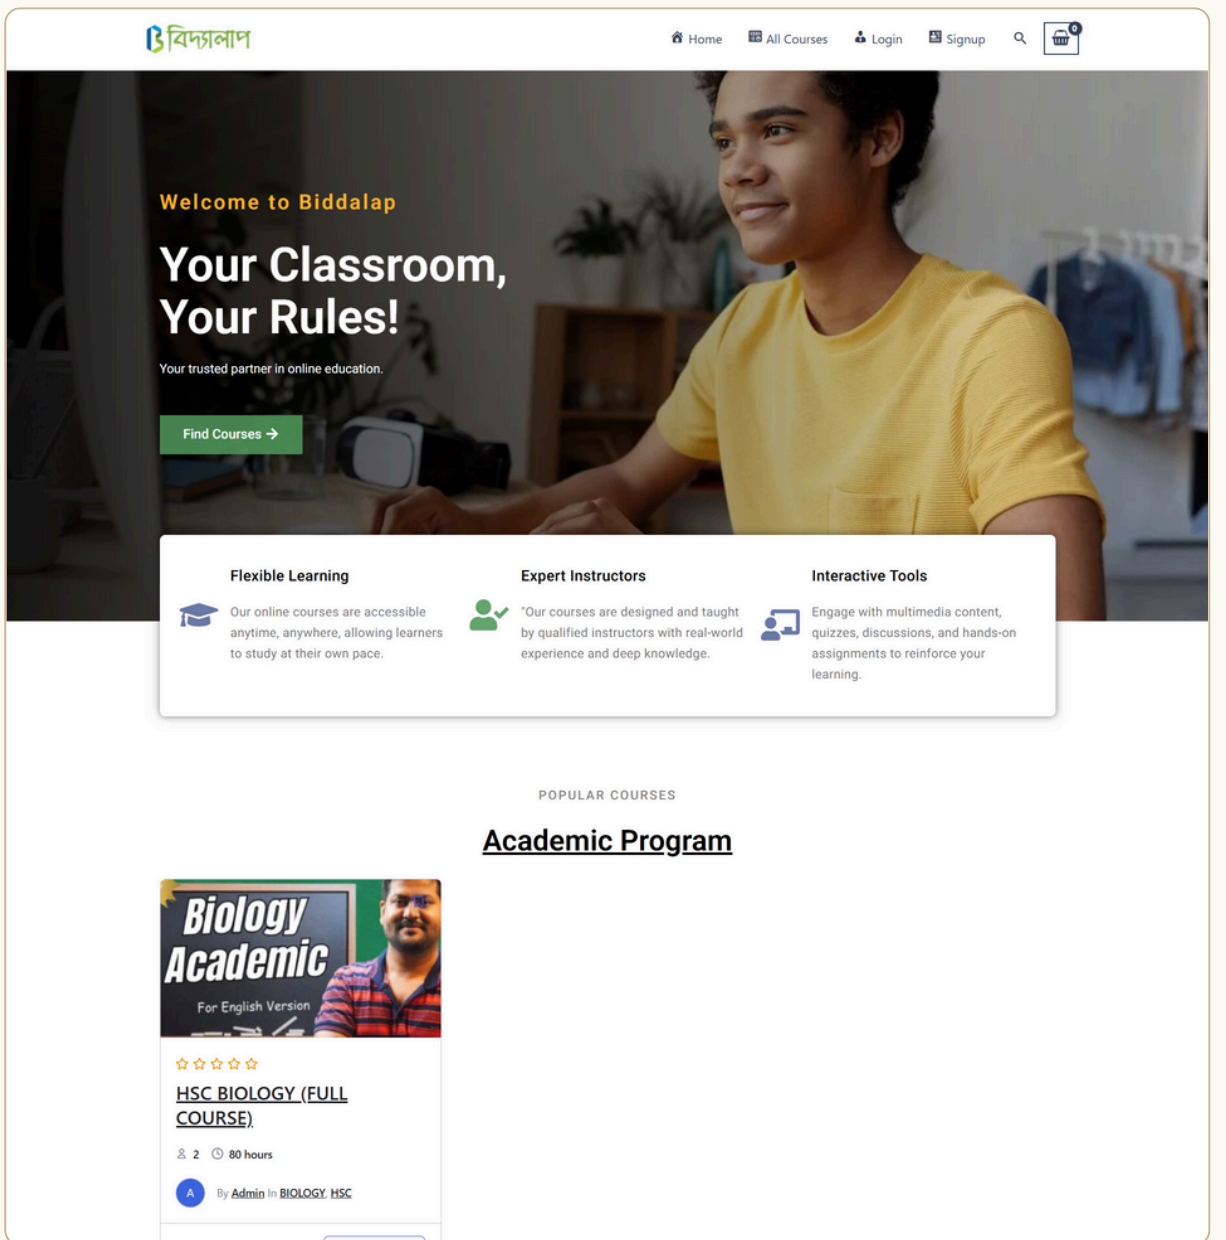 বিদ্যালাপ
Home
All Courses
Login
Signup
0
Welcome to Biddalap
Your Classroom,
Your Rules!
Your trusted partner in online education.
Find Courses →
Flexible Learning
Our online courses are accessible
anytime, anywhere, allowing learners
to study at their own pace.
Expert Instructors
"Our courses are designed and taught
by qualified instructors with real-world
experience and deep knowledge.
Interactive Tools
Engage with multimedia content,
quizzes, discussions, and hands-on
assignments to reinforce your
learning.
POPULAR COURSES
Academic Program
Biology
Academic
For English Version
HSC BIOLOGY (FULL
COURSE)
2 80 hours
A By Admin In BIOLOGY, HSC